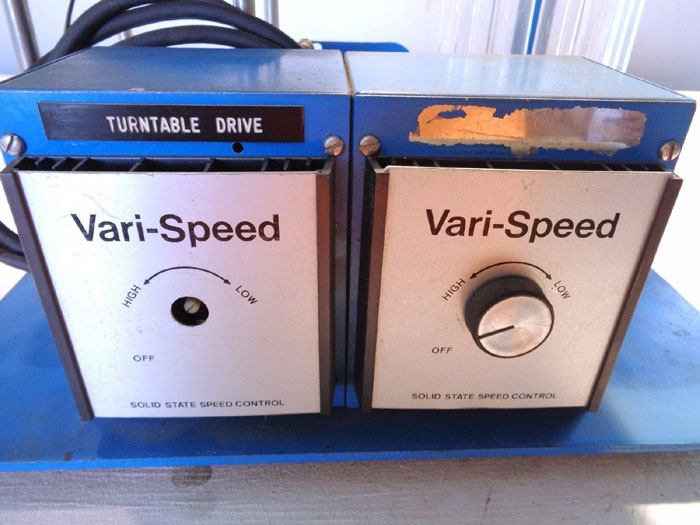 TURNTABLE DRIVE
Vari-Speed
HIGH LOW
OFF
SOLID STATE SPEED CONTROL
Vari-Speed
HIGH LOW
OFF
SOLID STATE SPEED CONTROL